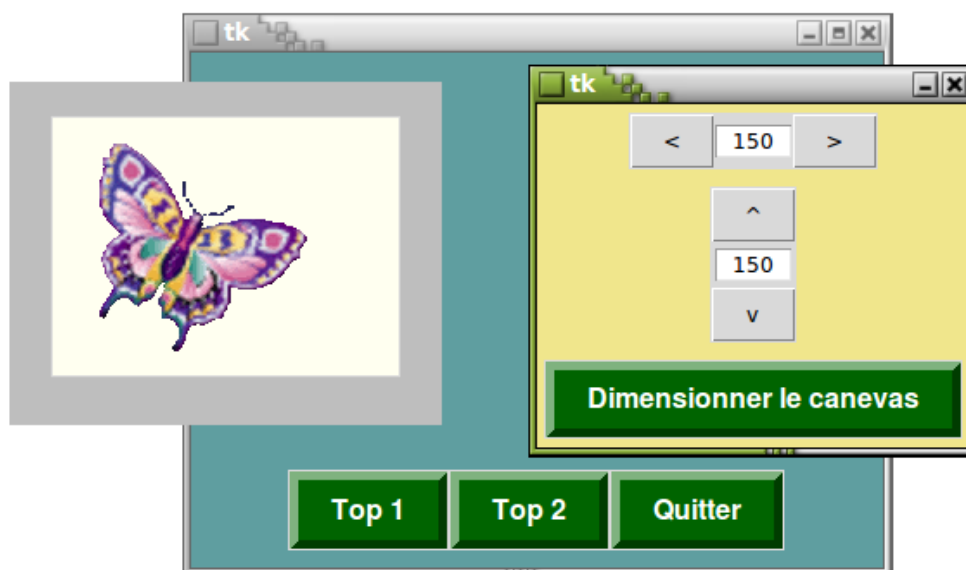 tk
tk
< 150 >
^
150
v
Dimensionner le canevas
Top 1 Top 2 Quitter